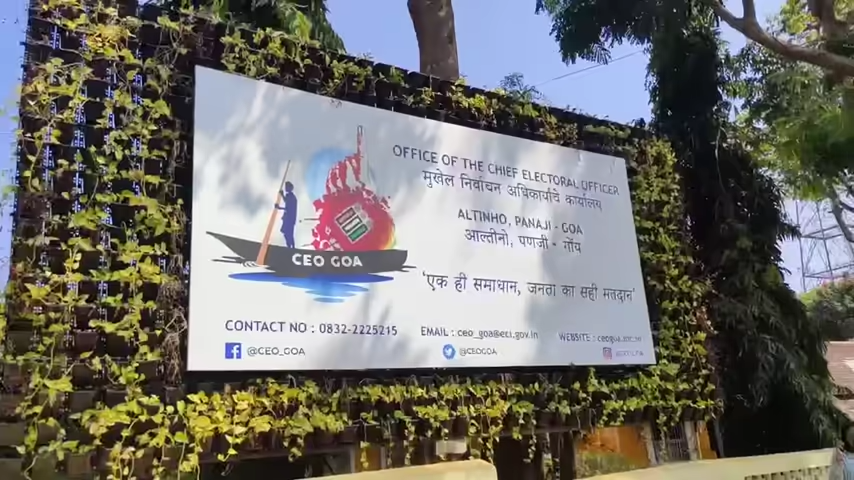 OFFICE OF THE CHIEF ELECTORAL OFFICER
मुखेल निर्वाचन अधिकार्याचें कार्यालय
ALTINHO, PANAJI - GOA
आल्तीनो, पणजी - गोंय
CEO GOA
'एक ही समाधान, जनता का सही मतदान'
CONTACT NO : 0832-2225215 EMAIL : ceo_goa@eci.gov.in WEBSITE :
@CEO_GOA @CEOGOA